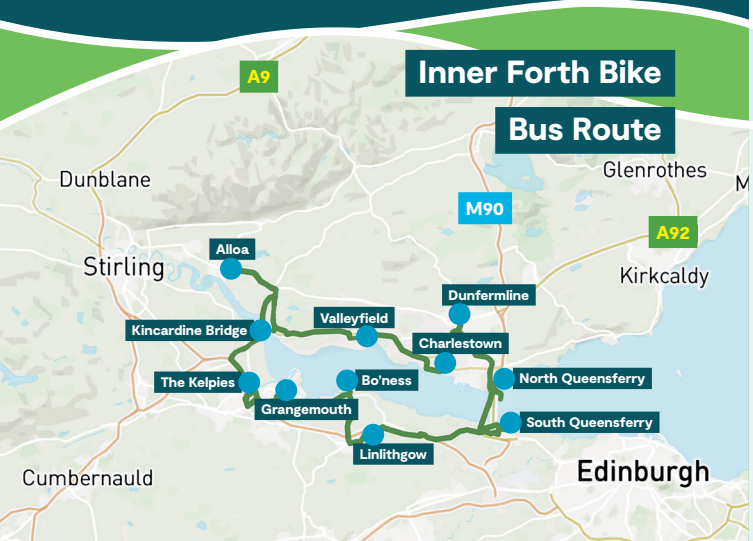 Inner Forth Bike
Bus Route
A9
Glenrothes
M
Dunblane
M90
A92
Alloa
Stirling
Kirkcaldy
Dunfermline
Valleyfield
Kincardine Bridge
Charlestown
The Kelpies
Bo'ness
North Queensferry
Grangemouth
South Queensferry
Linlithgow
Cumbernauld
Edinburgh